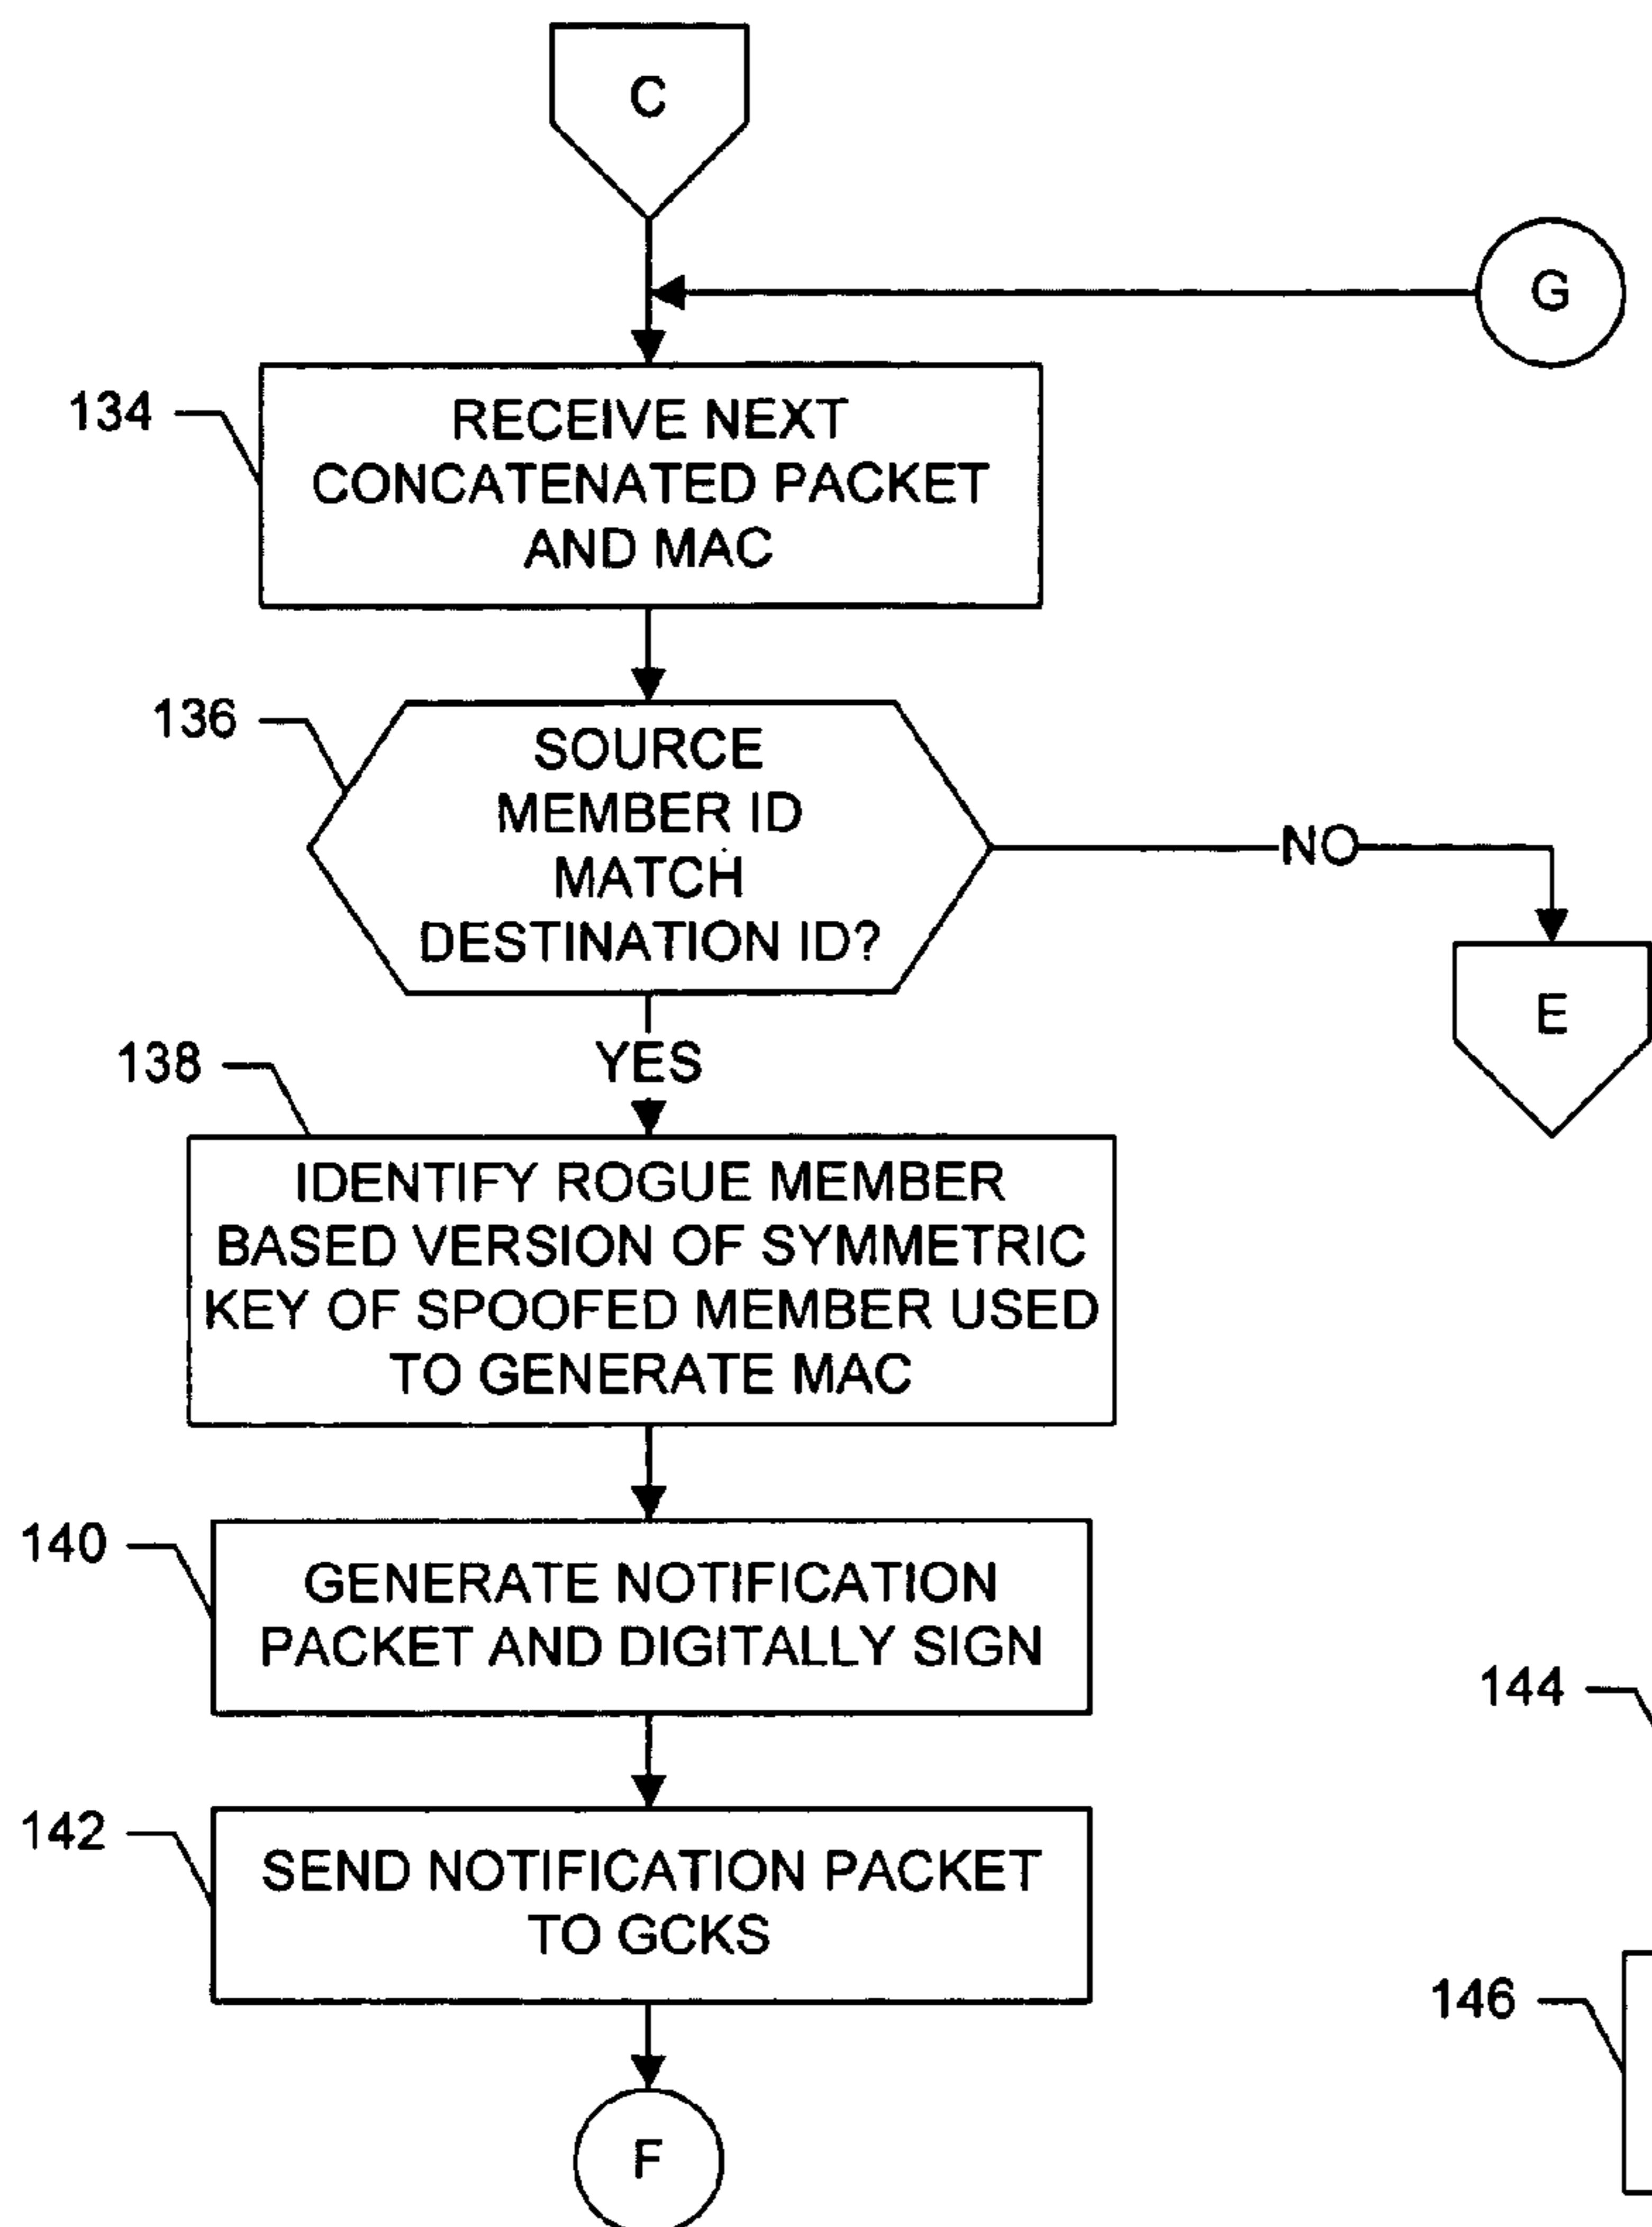 C
G
134
RECEIVE NEXT
CONCATENATED PACKET
AND MAC
136
SOURCE
MEMBER ID
MATCH
DESTINATION ID?
NO
E
YES
138
IDENTIFY ROGUE MEMBER
BASED VERSION OF SYMMETRIC
KEY OF SPOOFED MEMBER USED
TO GENERATE MAC
140
GENERATE NOTIFICATION
PACKET AND DIGITALLY SIGN
144
142
SEND NOTIFICATION PACKET
TO GCKS
146
F